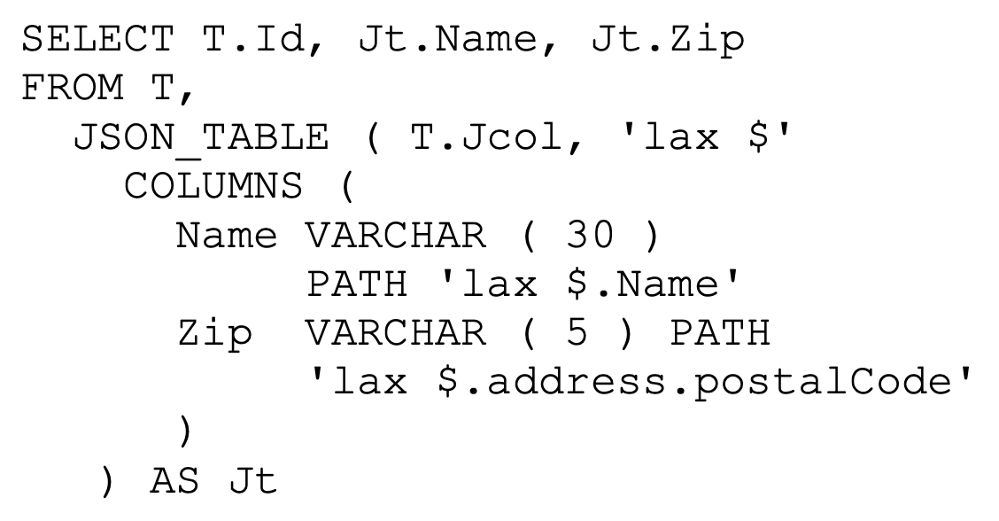 SELECT T.Id, Jt.Name, Jt.Zip
FROM T,
  JSON_TABLE ( T.Jcol, 'lax $'
    COLUMNS (
      Name VARCHAR ( 30 )
           PATH 'lax $.Name'
      Zip  VARCHAR ( 5 ) PATH
           'lax $.address.postalCode'
      )
   ) AS Jt